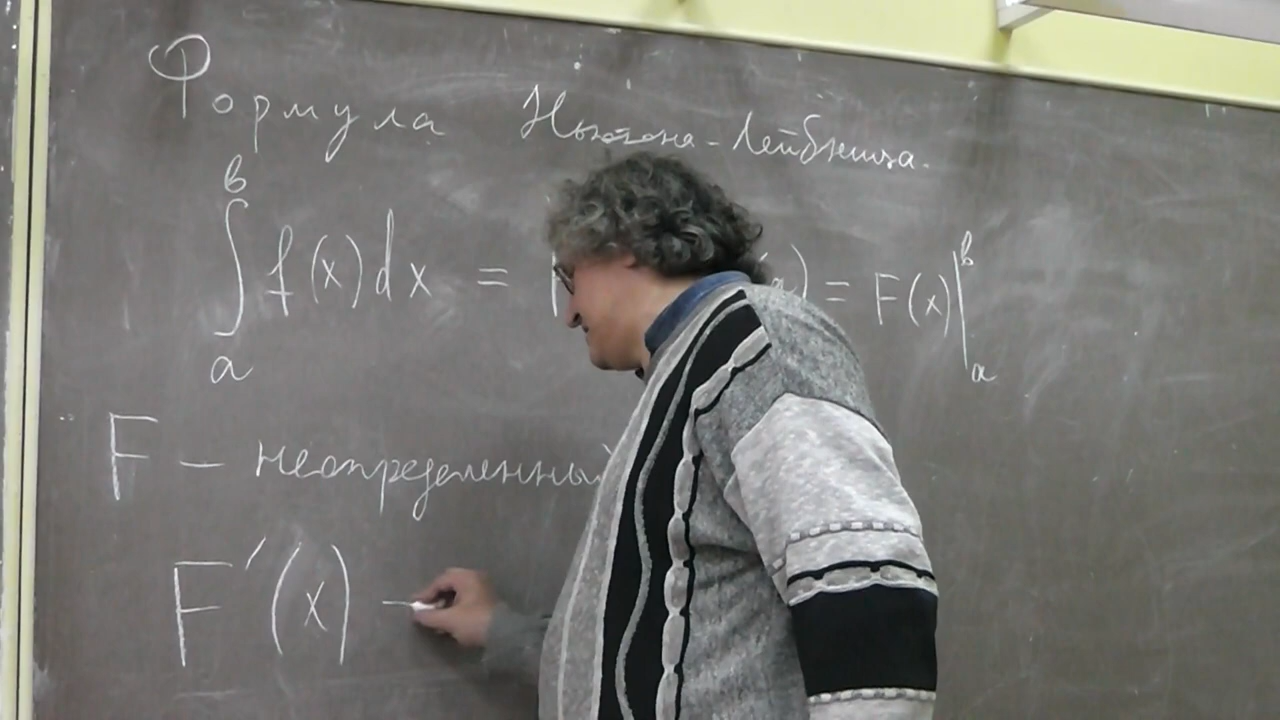 Формула Ньютона-Лейбница.
∫ₐᵇ f(x)dx = a) = F(x)|ₐᵇ
F – неопределенный
F'(x) –